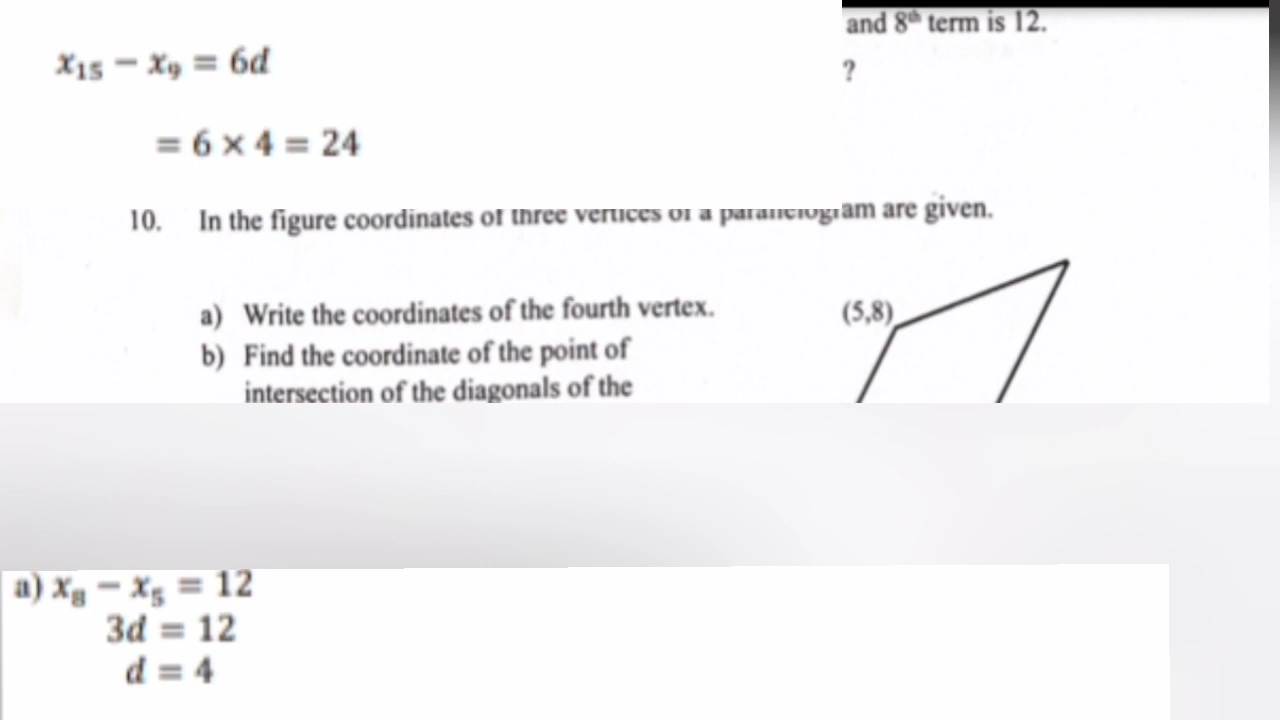 and 8th term is 12.
?
x₁₅ − x₉ = 6d
= 6 × 4 = 24
10. In the figure coordinates of three vertices of a parallelogram are given.
a) Write the coordinates of the fourth vertex.
(5,8)
b) Find the coordinate of the point of
intersection of the diagonals of the
a) x₈ − x₅ = 12
3d = 12
d = 4